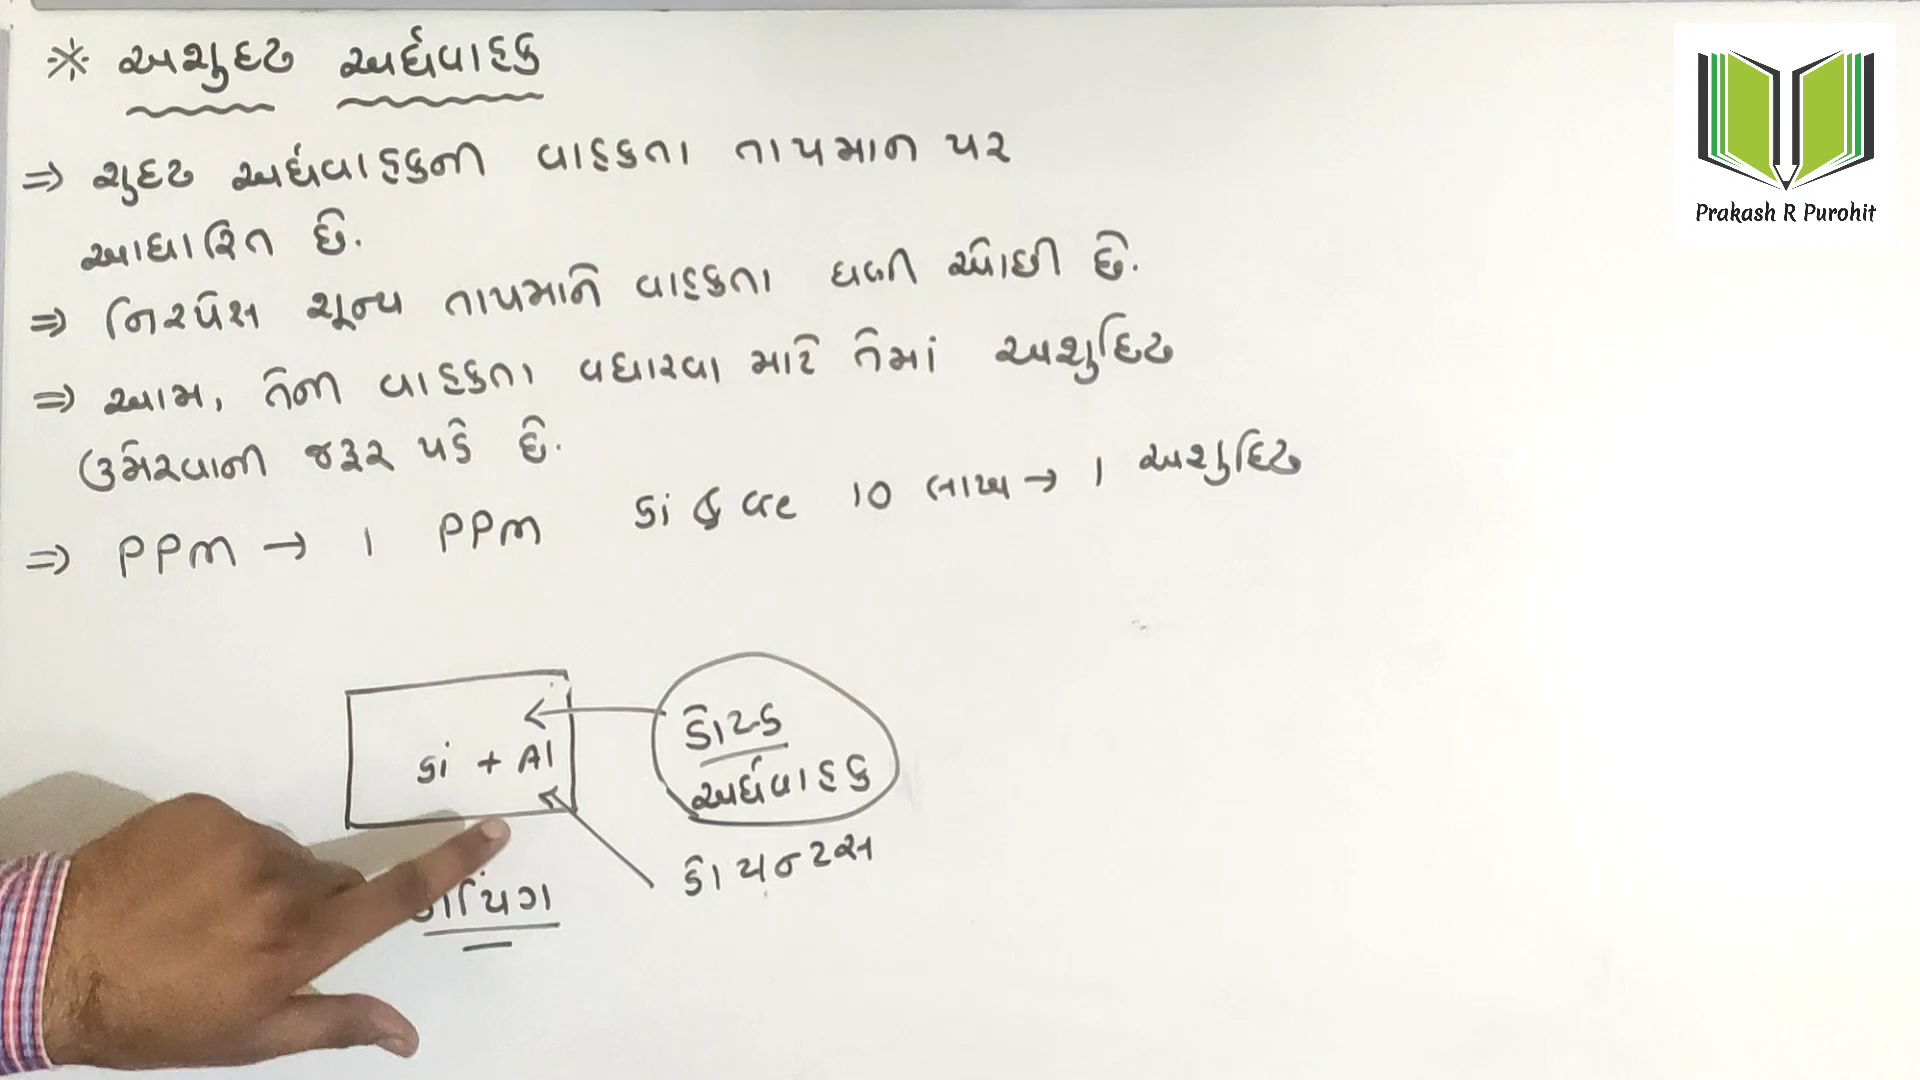 ※ અશુદ્ધ અર્ધવાહક
Prakash R Purohit
⇒ શુદ્ધ અર્ધવાહકની વાહકતા તાપમાન પર
આધારિત છે.
⇒ નિરપેક્ષ શૂન્ય તાપમાને વાહકતા ઘણી ઓછી છે.
⇒ આમ, તેની વાહકતા વધારવા માટે તેમાં અશુદ્ધિ
ઉમેરવાની જરૂર પડે છે.
⇒ PPM → 1 PPM Si 10 લાખ → 1 અશુદ્ધિ
Si + Al
ડોપ્ડ
અર્ધવાહક
ડોપન્ટસ